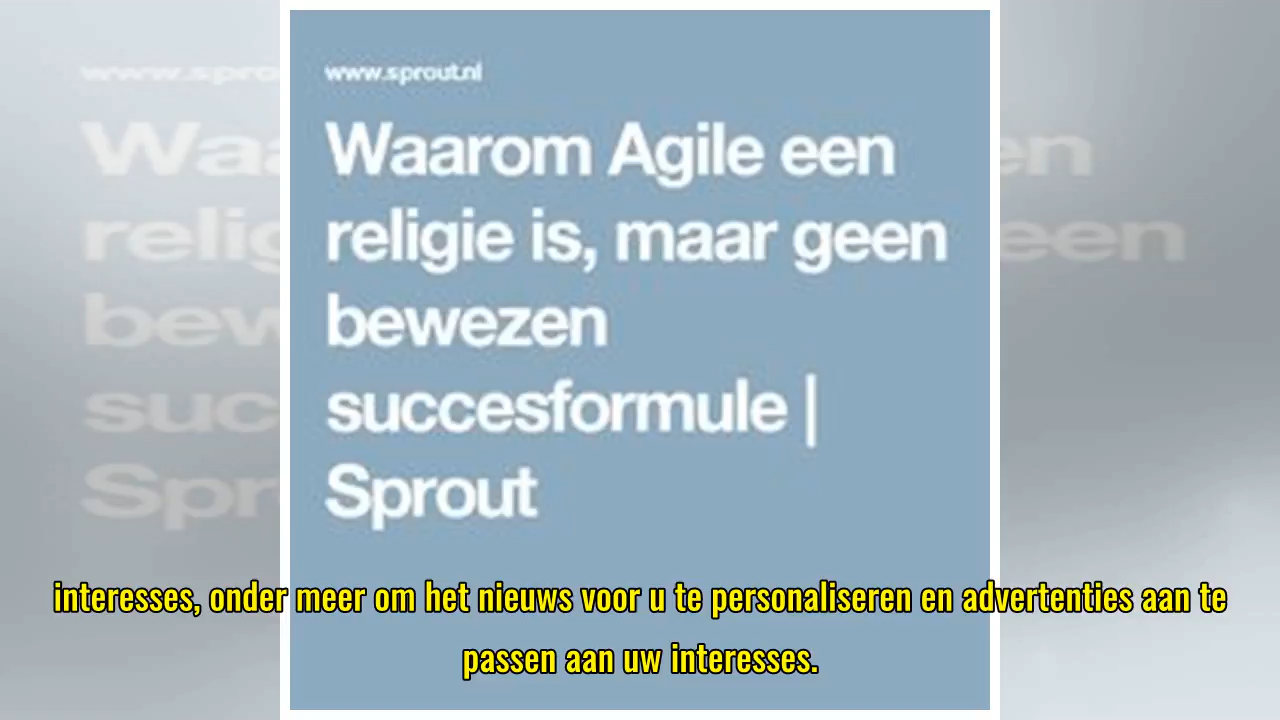 www.sprout.nl
Waarom Agile een
religie is, maar geen
bewezen
succesformule |
Sprout
interesses, onder meer om het nieuws voor u te personaliseren en advertenties aan te
passen aan uw interesses.